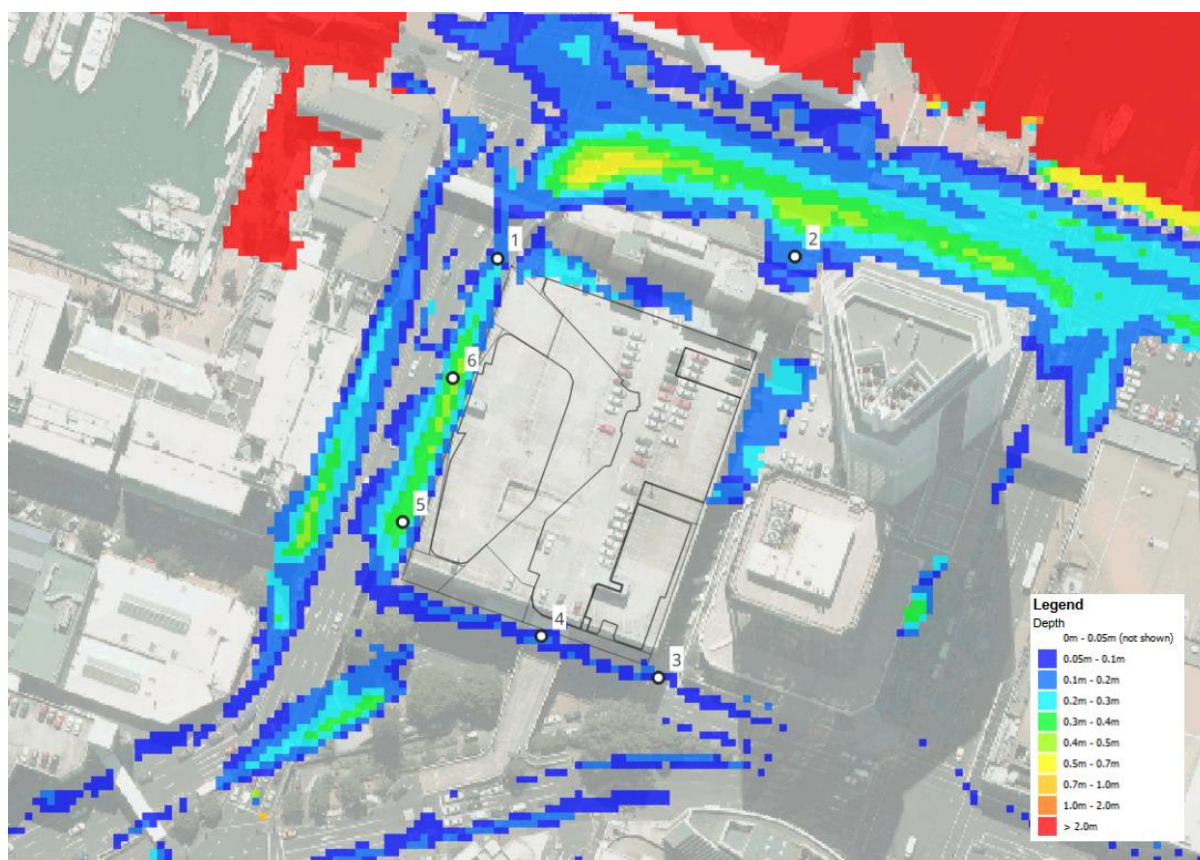 1
2
6
5
4
3
Legend
Depth
0m - 0.05m (not shown)
0.05m - 0.1m
0.1m - 0.2m
0.2m - 0.3m
0.3m - 0.4m
0.4m - 0.5m
0.5m - 0.7m
0.7m - 1.0m
1.0m - 2.0m
> 2.0m